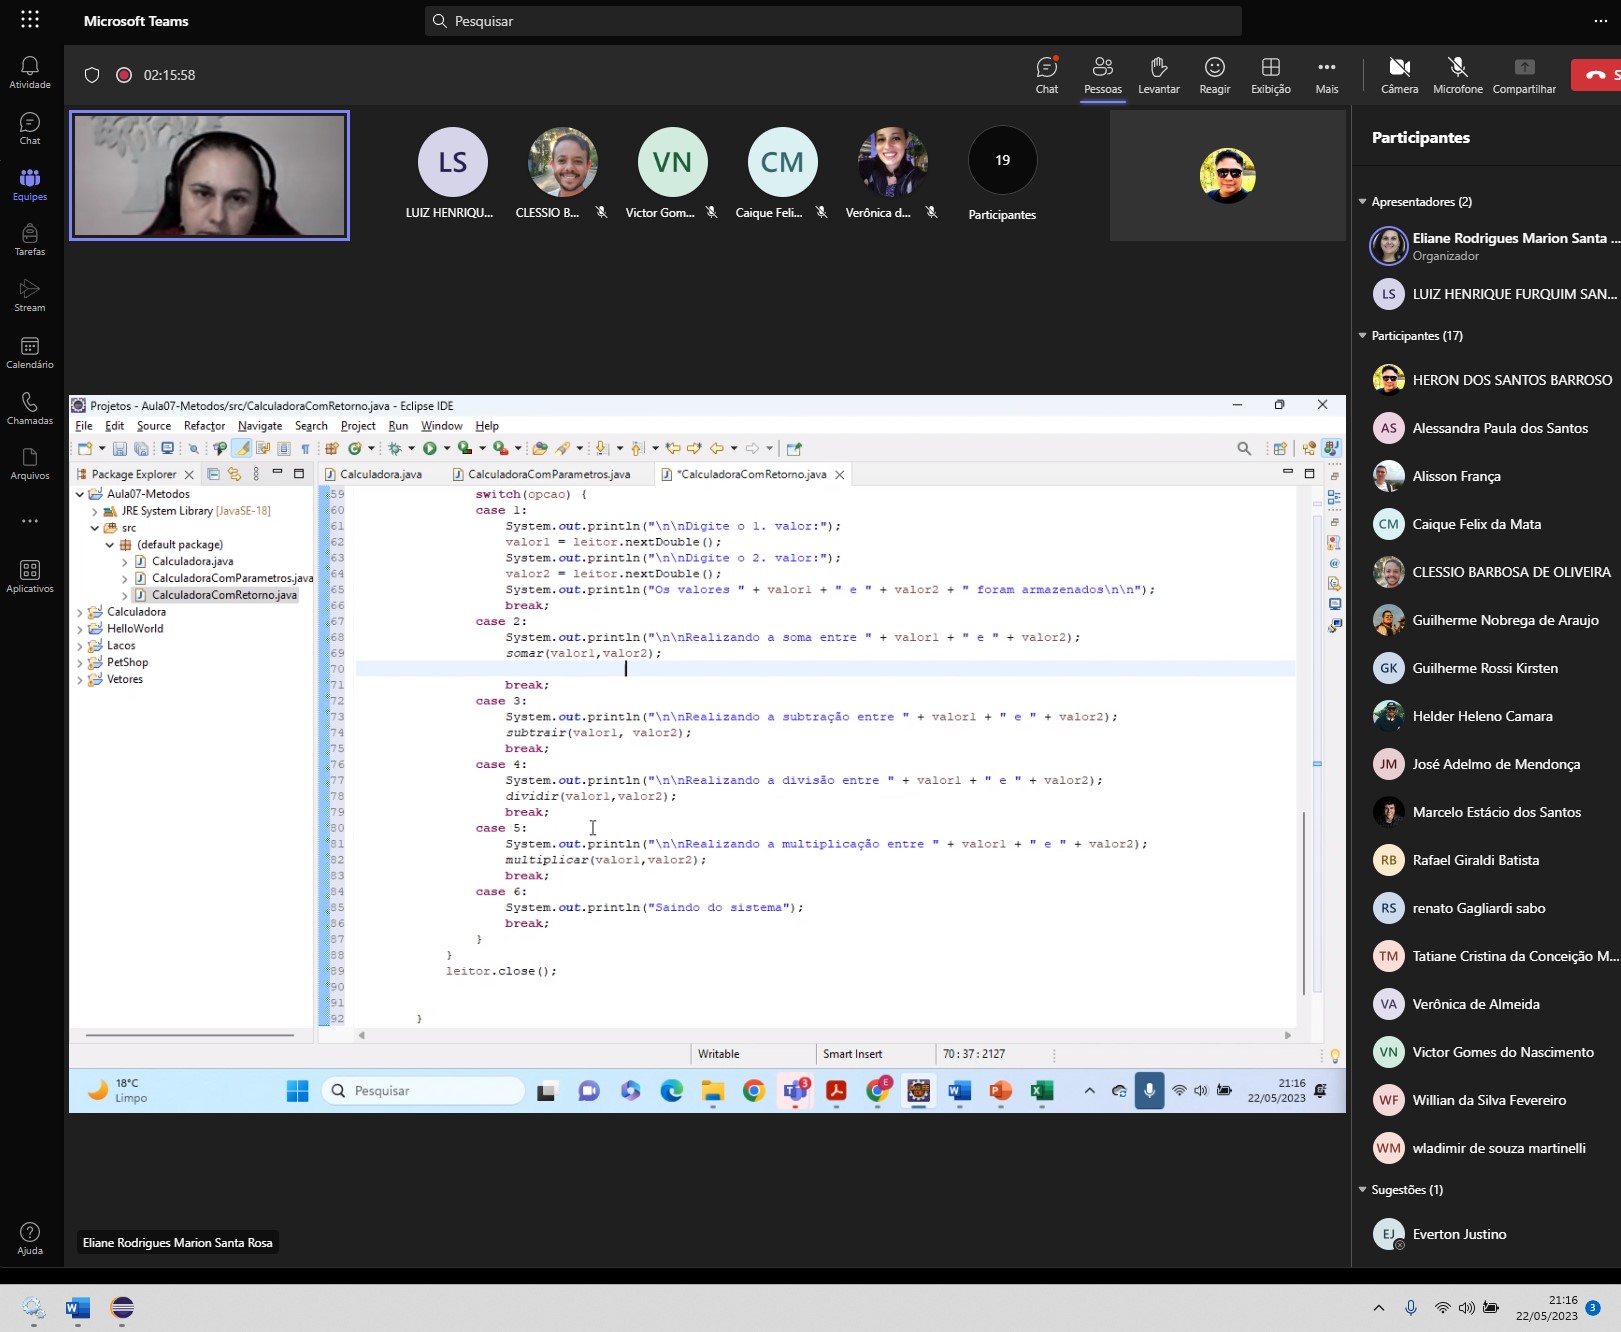 Microsoft Teams
Pesquisar
Atividade
Chat
Equipes
Tarefas
Stream
Calendário
Chamadas
Arquivos
Aplicativos
Ajuda
02:15:58
Chat
Pessoas
Levantar
Reagir
Exibição
Mais
Câmera
Microfone
Compartilhar
S
LS
LUIZ HENRIQU...
CLESSIO B...
VN
Victor Gom...
CM
Caique Feli...
Verônica d...
19
Participantes
Projetos - Aula07-Metodos/src/CalculadoraComRetorno.java - Eclipse IDE
File Edit Source Refactor Navigate Search Project Run Window Help
Package Explorer
Calculadora.java
CalculadoraComParametros.java
*CalculadoraComRetorno.java
Aula07-Metodos
JRE System Library [JavaSE-18]
src
(default package)
Calculadora.java
CalculadoraComParametros.java
CalculadoraComRetorno.java
Calculadora
HelloWorld
Lacos
PetShop
Vetores
59 switch(opcao) {
60 case 1:
61 System.out.println("\n\nDigite o 1. valor:");
62 valor1 = leitor.nextDouble();
63 System.out.println("\n\nDigite o 2. valor:");
64 valor2 = leitor.nextDouble();
65 System.out.println("Os valores " + valor1 + " e " + valor2 + " foram armazenados\n\n");
66 break;
67 case 2:
68 System.out.println("\n\nRealizando a soma entre " + valor1 + " e " + valor2);
69 somar(valor1,valor2);
70
71 break;
72 case 3:
73 System.out.println("\n\nRealizando a subtração entre " + valor1 + " e " + valor2);
74 subtrair(valor1, valor2);
75 break;
76 case 4:
77 System.out.println("\n\nRealizando a divisão entre " + valor1 + " e " + valor2);
78 dividir(valor1,valor2);
79 break;
80 case 5:
81 System.out.println("\n\nRealizando a multiplicação entre " + valor1 + " e " + valor2);
82 multiplicar(valor1,valor2);
83 break;
84 case 6:
85 System.out.println("Saindo do sistema");
86 break;
87 }
88 }
89 leitor.close();
90
91
92 }
Writable
Smart Insert
70 : 37 : 2127
18°C
Limpo
Pesquisar
3
E
21:16
22/05/2023
Eliane Rodrigues Marion Santa Rosa
Participantes
Apresentadores (2)
Eliane Rodrigues Marion Santa ...
Organizador
LS LUIZ HENRIQUE FURQUIM SAN...
Participantes (17)
HERON DOS SANTOS BARROSO
AS Alessandra Paula dos Santos
Alisson França
CM Caique Felix da Mata
CLESSIO BARBOSA DE OLIVEIRA
Guilherme Nobrega de Araujo
GK Guilherme Rossi Kirsten
Helder Heleno Camara
JM José Adelmo de Mendonça
Marcelo Estácio dos Santos
RB Rafael Giraldi Batista
RS renato Gagliardi sabo
TM Tatiane Cristina da Conceição M...
VA Verônica de Almeida
VN Victor Gomes do Nascimento
WF Willian da Silva Fevereiro
WM wladimir de souza martinelli
Sugestões (1)
EJ Everton Justino
21:16
22/05/2023
3